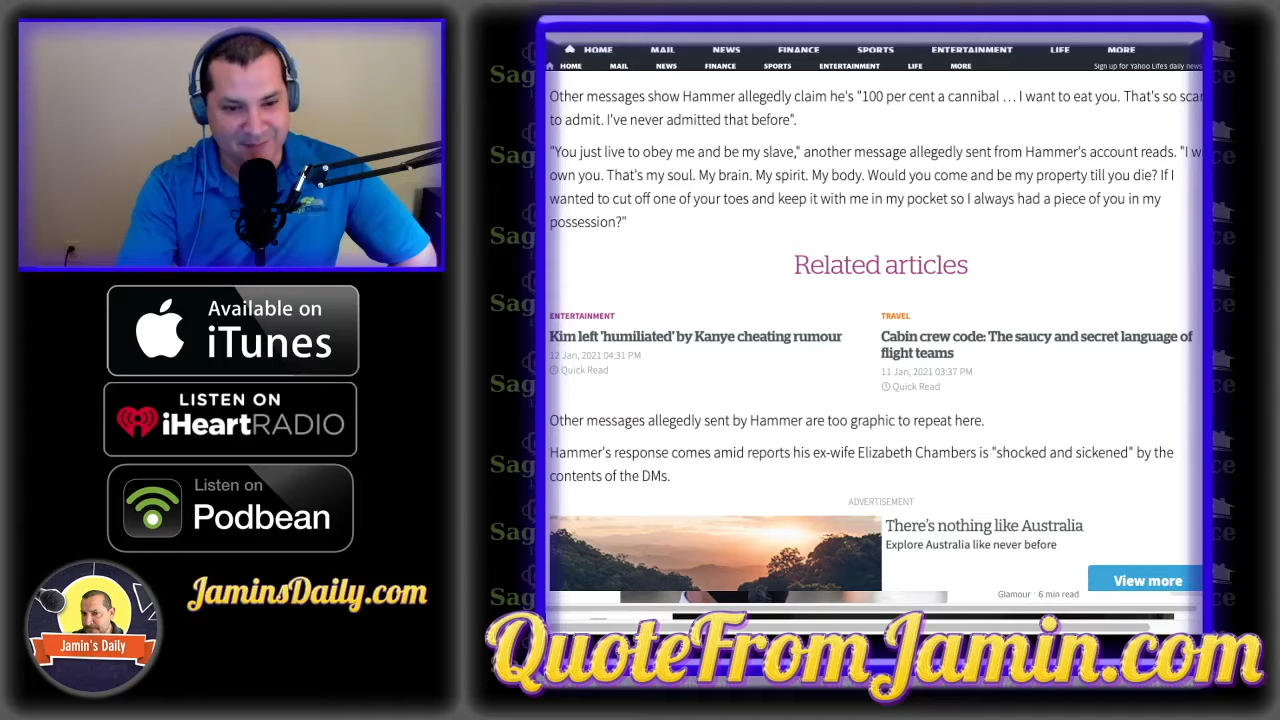 HOME MAIL NEWS FINANCE SPORTS ENTERTAINMENT LIFE MORE
HOME MAIL NEWS FINANCE SPORTS ENTERTAINMENT LIFE MORE Sign up for Yahoo Life's daily news
Other messages show Hammer allegedly claim he's "100 per cent a cannibal … I want to eat you. That's so scar
to admit. I've never admitted that before".
"You just live to obey me and be my slave," another message allegedly sent from Hammer's account reads. "I w
own you. That's my soul. My brain. My spirit. My body. Would you come and be my property till you die? If I
wanted to cut off one of your toes and keep it with me in my pocket so I always had a piece of you in my
possession?"
Related articles
ENTERTAINMENT
Kim left 'humiliated' by Kanye cheating rumour
12 Jan, 2021 04:31 PM
Quick Read
TRAVEL
Cabin crew code: The saucy and secret language of
flight teams
11 Jan, 2021 03:37 PM
Quick Read
Other messages allegedly sent by Hammer are too graphic to repeat here.
Hammer's response comes amid reports his ex-wife Elizabeth Chambers is "shocked and sickened" by the
contents of the DMs.
ADVERTISEMENT
There's nothing like Australia
Explore Australia like never before
View more
Glamour · 6 min read
Available on
iTunes
LISTEN ON
iHeartRADIO
Listen on
Podbean
Jamin's Daily
JaminsDaily.com
QuoteFromJamin.com